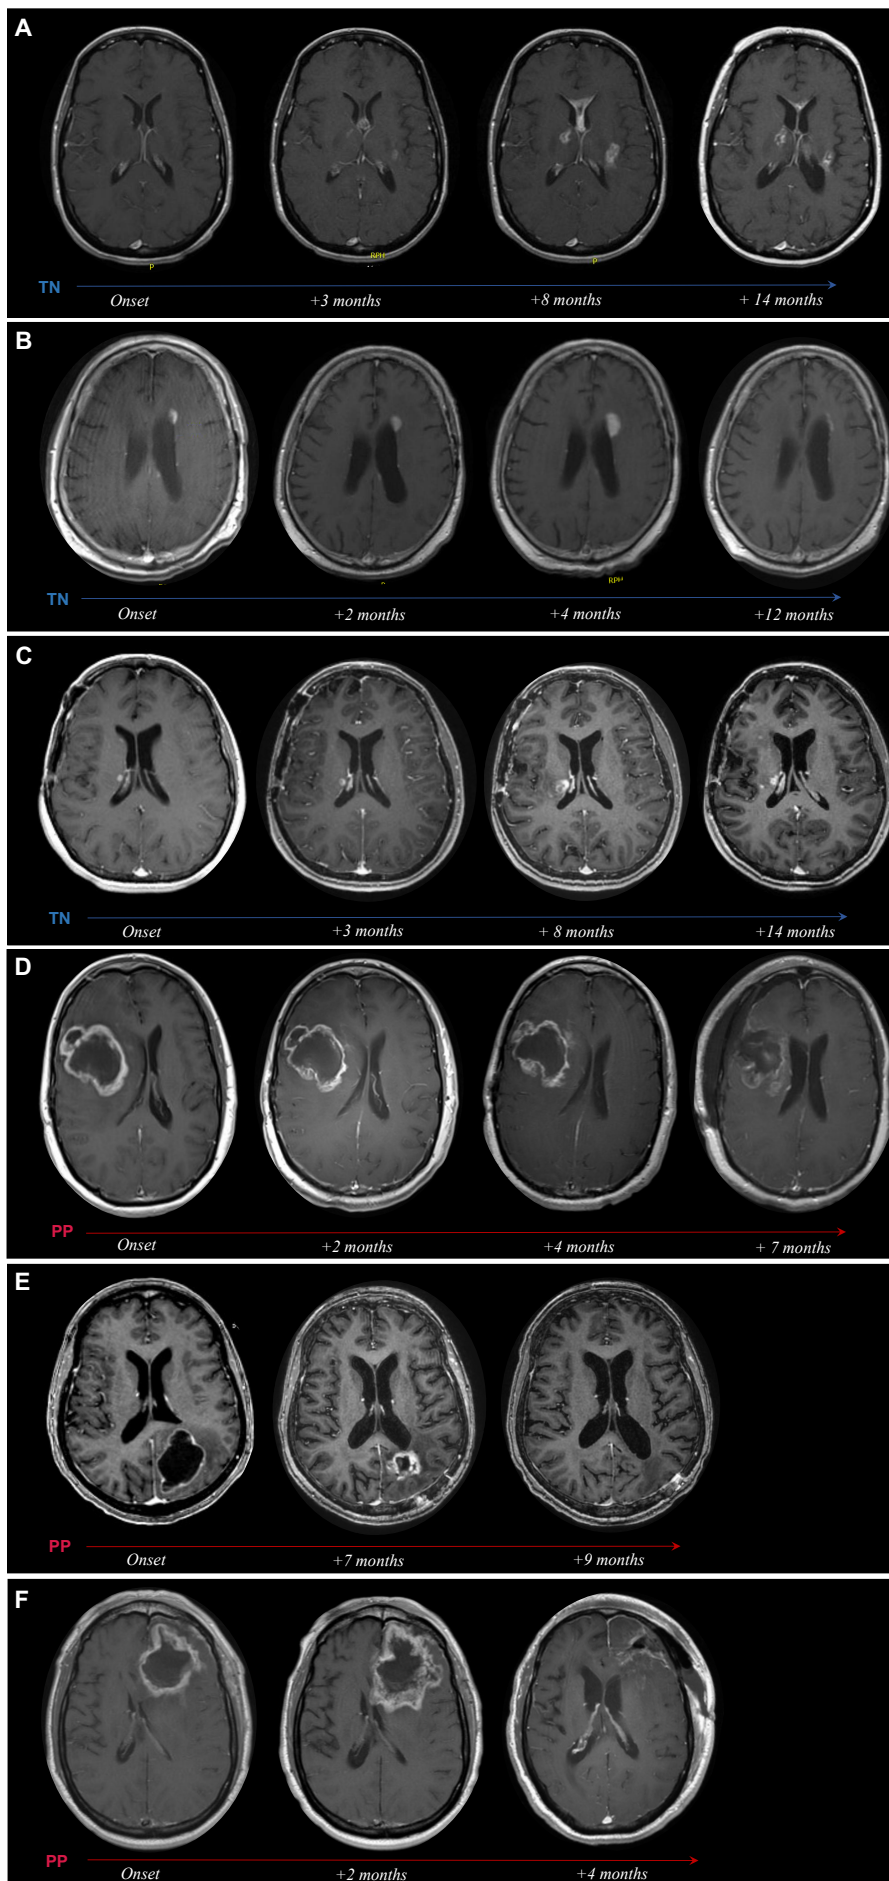 A
P
RPH
P
TN
Onset
+3 months
+8 months
+ 14 months
B
RPH
TN
Onset
+2 months
+4 months
+12 months
C
TN
Onset
+3 months
+ 8 months
+14 months
D
PP
Onset
+2 months
+4 months
+ 7 months
E
PP
Onset
+7 months
+9 months
F
PP
Onset
+2 months
+4 months